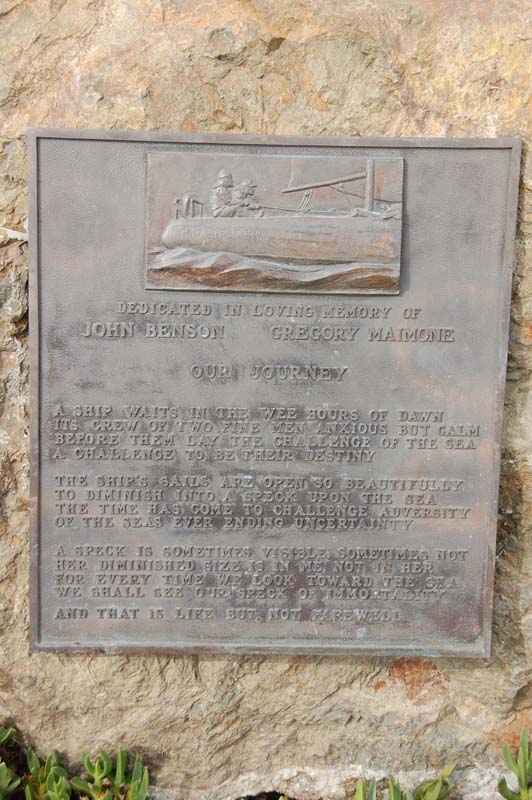 DEDICATED IN LOVING MEMORY OF
JOHN BENSON GREGORY MAIMONE
OUR JOURNEY
A SHIP WAITS IN THE WEE HOURS OF DAWN
ITS CREW OF TWO FINE MEN ANXIOUS BUT CALM
BEFORE THEM LAY THE CHALLENGE OF THE SEA
A CHALLENGE TO BE THEIR DESTINY
THE SHIP'S SAILS ARE OPEN SO BEAUTIFULLY
TO DIMINISH INTO A SPECK UPON THE SEA
THE TIME HAS COME TO CHALLENGE ADVERSITY
OF THE SEAS EVER ENDING UNCERTAINTY
A SPECK IS SOMETIMES VISIBLE, SOMETIMES NOT
HER DIMINISHED SIZE IS IN ME NOT IN HER
FOR EVERY TIME WE LOOK TOWARD THE SEA
WE SHALL SEE OUR SPECK OF IMMORTALITY
AND THAT IS LIFE BUT NOT FAREWELL